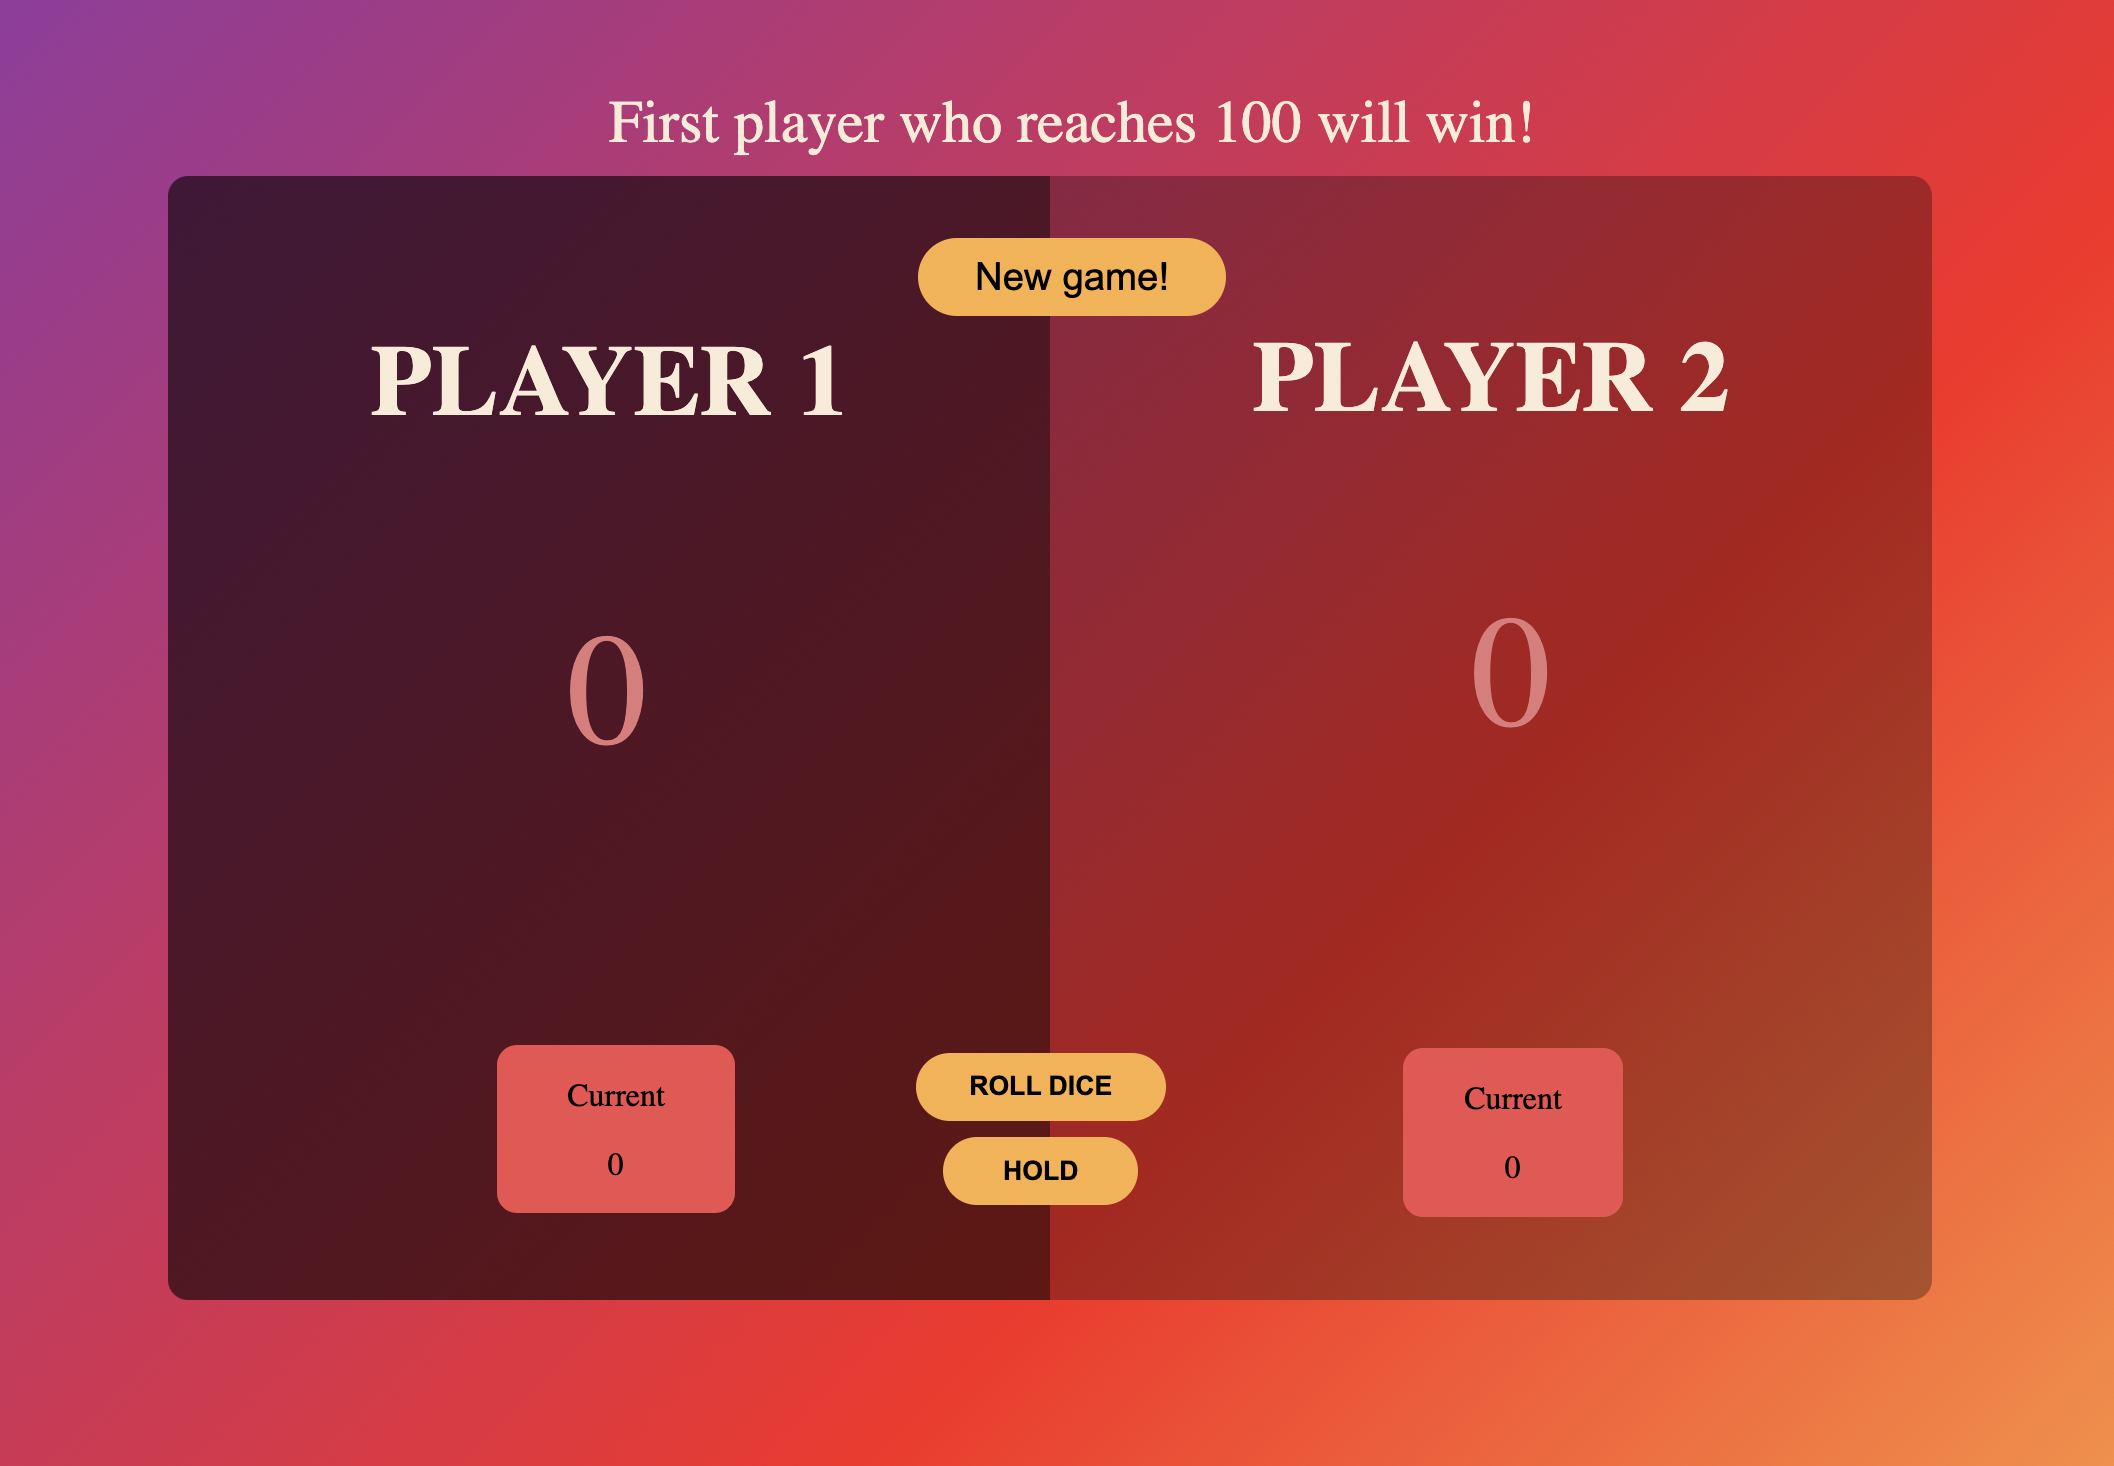 First player who reaches 100 will win!
New game!
PLAYER 1
PLAYER 2
0
0
Current
0
ROLL DICE
HOLD
Current
0